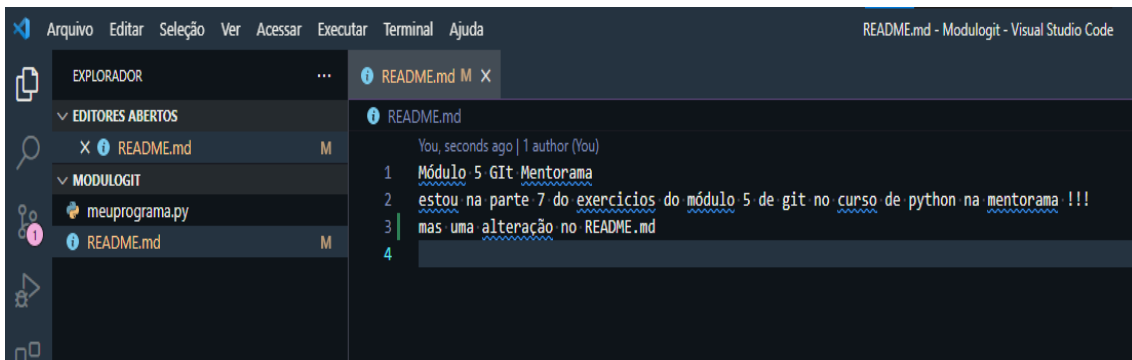 Arquivo Editar Seleção Ver Acessar Executar Terminal Ajuda
README.md - Modulogit - Visual Studio Code
EXPLORADOR ...
README.md M X
EDITORES ABERTOS
X README.md M
MODULOGIT
meuprograma.py
README.md M
1
README.md
You, seconds ago | 1 author (You)
1 Módulo 5 GIt Mentorama
2 estou na parte 7 do exercicios do módulo 5 de git no curso de python na mentorama !!!
3 mas uma alteração no README.md
4